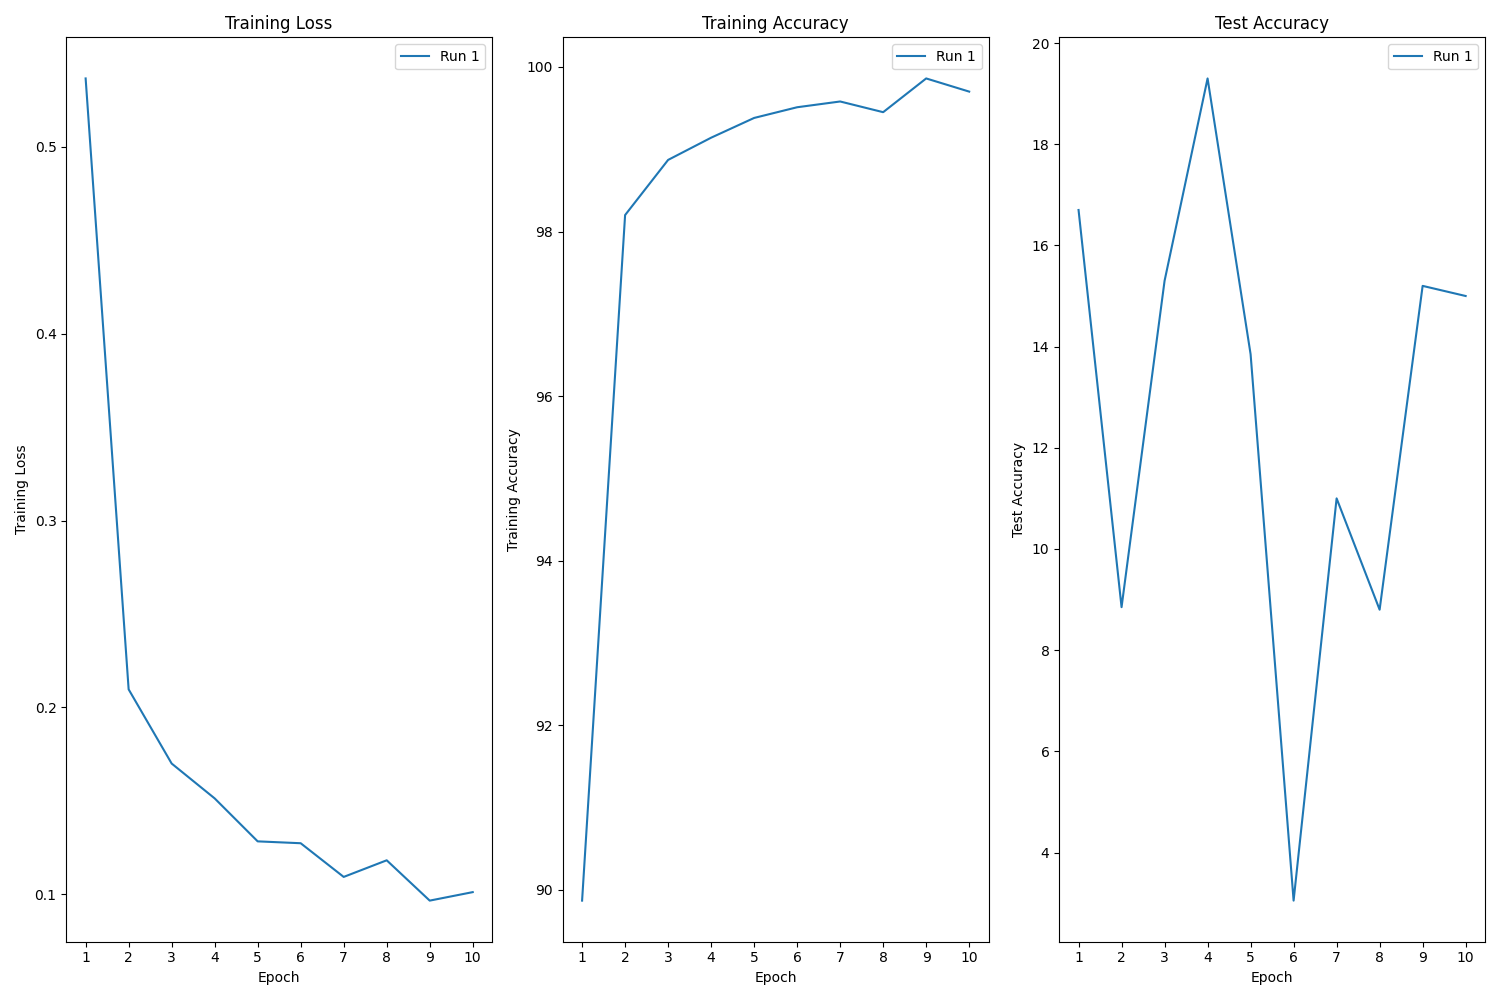 Training Loss
Run 1
0.5
0.4
0.3
0.2
0.1
Training Loss
1 2 3 4 5 6 7 8 9 10
Epoch
Training Accuracy
Run 1
100
98
96
94
92
90
Training Accuracy
1 2 3 4 5 6 7 8 9 10
Epoch
Test Accuracy
Run 1
20
18
16
14
12
10
8
6
4
Test Accuracy
1 2 3 4 5 6 7 8 9 10
Epoch